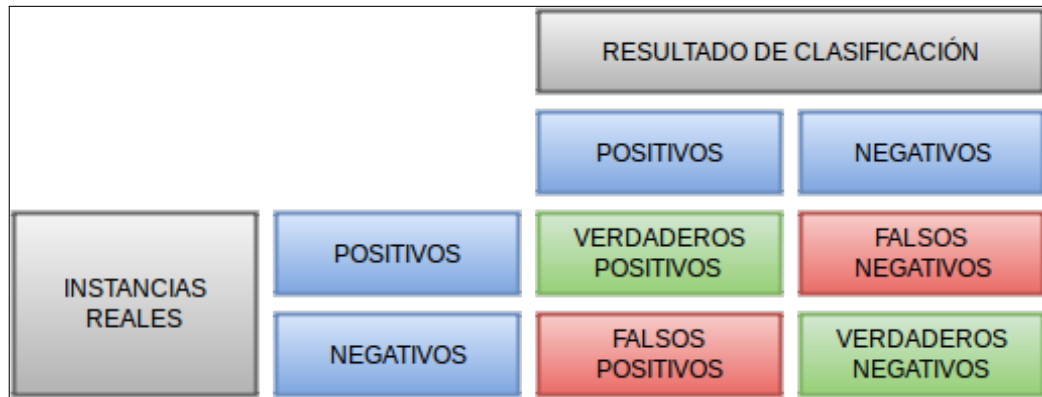 RESULTADO DE CLASIFICACIÓN
POSITIVOS
NEGATIVOS
INSTANCIAS
REALES
POSITIVOS
VERDADEROS
POSITIVOS
FALSOS
NEGATIVOS
NEGATIVOS
FALSOS
POSITIVOS
VERDADEROS
NEGATIVOS